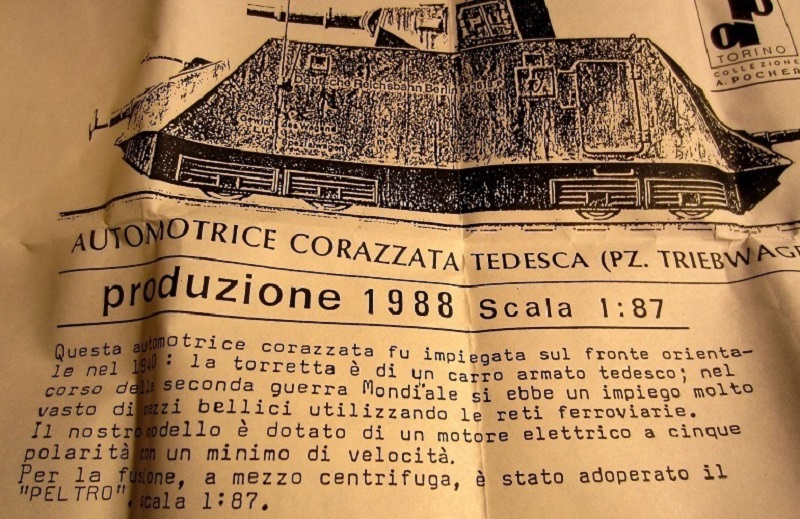 TORINO
COLLEZIONE
A. POCHER
Deutsche Reichsbahn Berlin
AUTOMOTRICE CORAZZATA TEDESCA (PZ. TRIEBWAGE
produzione 1988 Scala 1:87
Questa automotrice corazzata fu impiegata sul fronte orienta-
le nel 1940: la torretta è di un carro armato tedesco; nel
corso della seconda guerra Mondiale si ebbe un impiego molto
vasto di mezzi bellici utilizzando le reti ferroviarie.
Il nostro modello è dotato di un motore elettrico a cinque
polarità con un minimo di velocità.
Per la fusione, a mezzo centrifuga, è stato adoperato il
"PELTRO". scala 1:87.